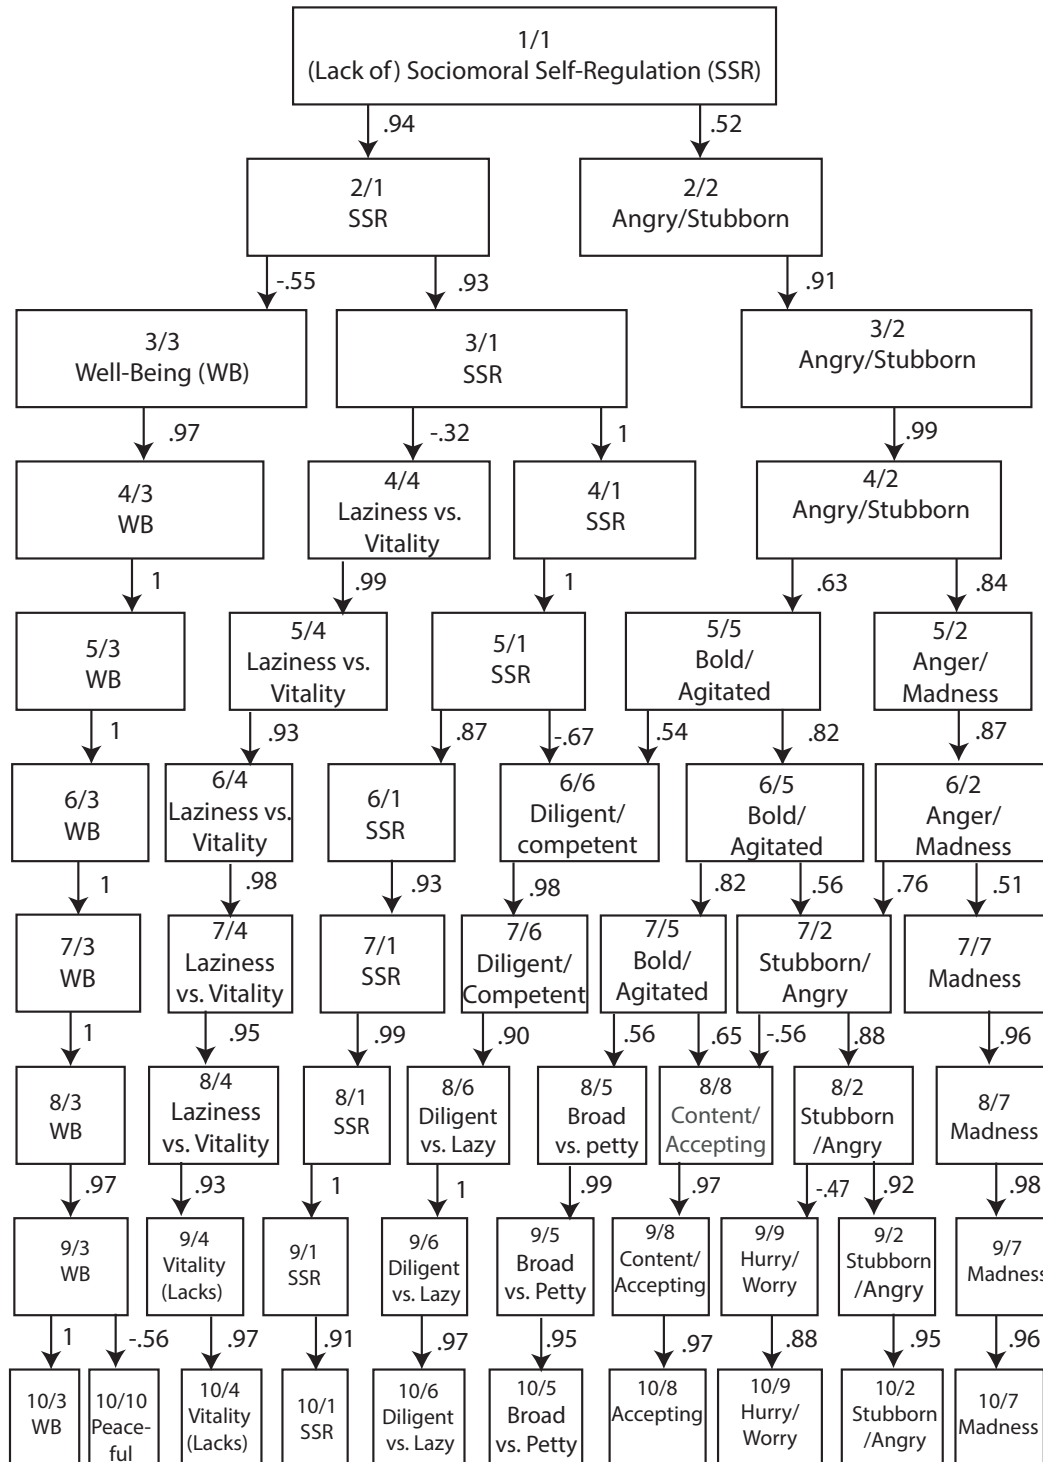 1/1
(Lack of) Sociomoral Self-Regulation (SSR)
.94
.52
2/1
SSR
2/2
Angry/Stubborn
-.55
.93
.91
3/3
Well-Being (WB)
3/1
SSR
3/2
Angry/Stubborn
.97
-.32
1
.99
4/3
WB
4/4
Laziness vs.
Vitality
4/1
SSR
4/2
Angry/Stubborn
1
.99
1
.63
.84
5/3
WB
5/4
Laziness vs.
Vitality
5/1
SSR
5/5
Bold/
Agitated
5/2
Anger/
Madness
1
.93
.87
-.67
.54
.82
.87
6/3
WB
6/4
Laziness vs.
Vitality
6/1
SSR
6/6
Diligent/
competent
6/5
Bold/
Agitated
6/2
Anger/
Madness
1
.98
.93
.98
.82
.56
.76
.51
7/3
WB
7/4
Laziness
vs. Vitality
7/1
SSR
7/6
Diligent/
Competent
7/5
Bold/
Agitated
7/2
Stubborn/
Angry
7/7
Madness
1
.95
.99
.90
.56
.65
-.56
.88
.96
8/3
WB
8/4
Laziness
vs. Vitality
8/1
SSR
8/6
Diligent
vs. Lazy
8/5
Broad
vs. petty
8/8
Content/
Accepting
8/2
Stubborn
/Angry
8/7
Madness
.97
.93
1
1
.99
.97
-.47
.92
.98
9/3
WB
9/4
Vitality
(Lacks)
9/1
SSR
9/6
Diligent
vs. Lazy
9/5
Broad
vs. Petty
9/8
Content/
Accepting
9/9
Hurry/
Worry
9/2
Stubborn
/Angry
9/7
Madness
1
-.56
.97
.91
.97
.95
.97
.88
.95
.96
10/3
WB
10/10
Peace-
ful
10/4
Vitality
(Lacks)
10/1
SSR
10/6
Diligent
vs. Lazy
10/5
Broad
vs. Petty
10/8
Accepting
10/9
Hurry/
Worry
10/2
Stubborn
/Angry
10/7
Madness